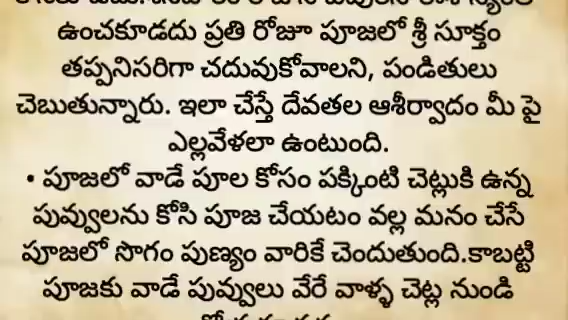 ఉంచకూడదు ప్రతి రోజూ పూజలో శ్రీ సూక్తం
తప్పనిసరిగా చదువుకోవాలని, పండితులు
చెబుతున్నారు. ఇలా చేస్తే దేవతల ఆశీర్వాదం మీ పై
ఎల్లవేళలా ఉంటుంది.
• పూజలో వాడే పూల కోసం పక్కింటి చెట్లుకి ఉన్న
పువ్వులను కోసి పూజ చేయటం వల్ల మనం చేసే
పూజలో సొగం పుణ్యం వారికే చెందుతుంది.కాబట్టి
పూజకు వాడే పువ్వులు వేరే వాళ్ళ చెట్ల నుండి